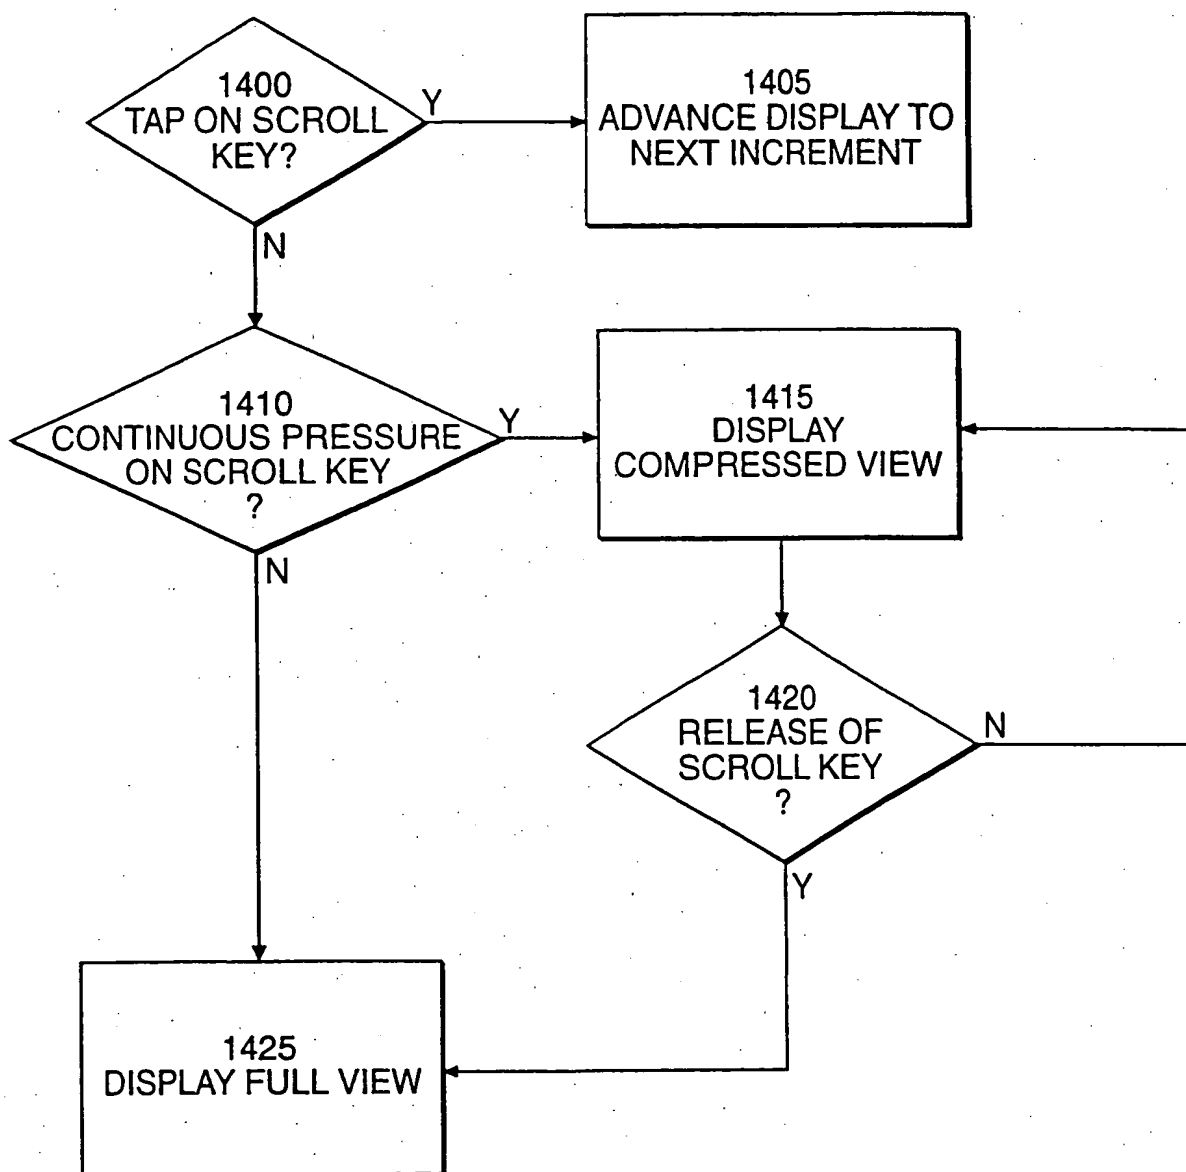 1400
TAP ON SCROLL
KEY?
Y
N
1405
ADVANCE DISPLAY TO
NEXT INCREMENT
1410
CONTINUOUS PRESSURE
ON SCROLL KEY
?
Y
N
1415
DISPLAY
COMPRESSED VIEW
1420
RELEASE OF
SCROLL KEY
?
N
Y
1425
DISPLAY FULL VIEW